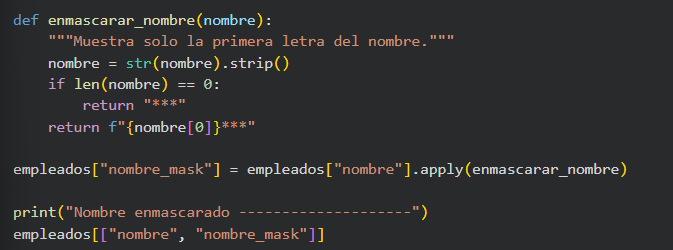 def enmascarar_nombre(nombre):
    """Muestra solo la primera letra del nombre."""
    nombre = str(nombre).strip()
    if len(nombre) == 0:
        return "***"
    return f"{nombre[0]}***"

empleados["nombre_mask"] = empleados["nombre"].apply(enmascarar_nombre)

print("Nombre enmascarado --------------------")
empleados[["nombre", "nombre_mask"]]